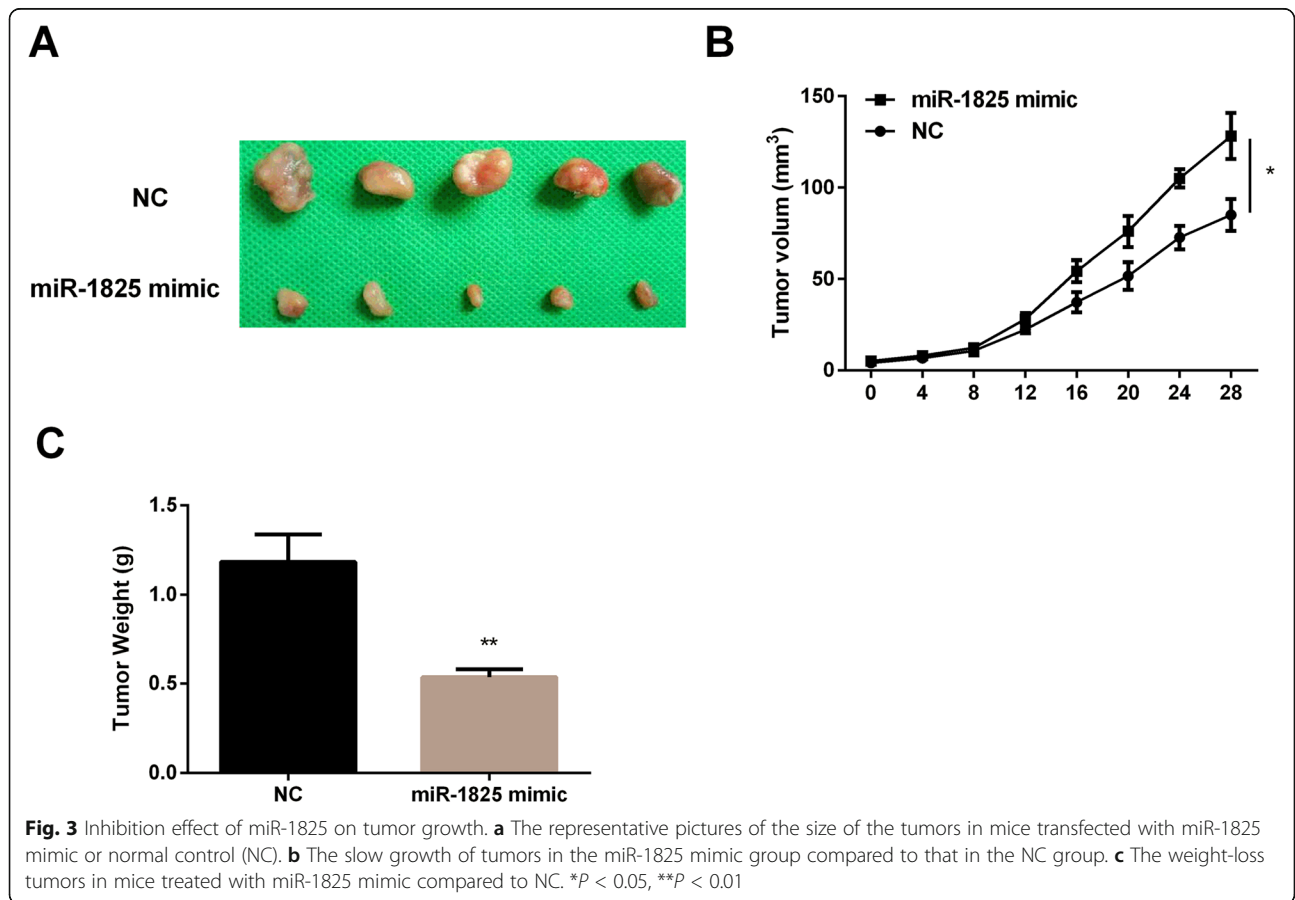 A
NC
miR-1825 mimic
B
Tumor volum (mm³)
150
100
50
0
miR-1825 mimic
NC
*
0 4 8 12 16 20 24 28
C
Tumor Weight (g)
1.5
1.0
0.5
0.0
**
NC miR-1825 mimic
Fig. 3 Inhibition effect of miR-1825 on tumor growth. a The representative pictures of the size of the tumors in mice transfected with miR-1825
mimic or normal control (NC). b The slow growth of tumors in the miR-1825 mimic group compared to that in the NC group. c The weight-loss
tumors in mice treated with miR-1825 mimic compared to NC. *P < 0.05, **P < 0.01